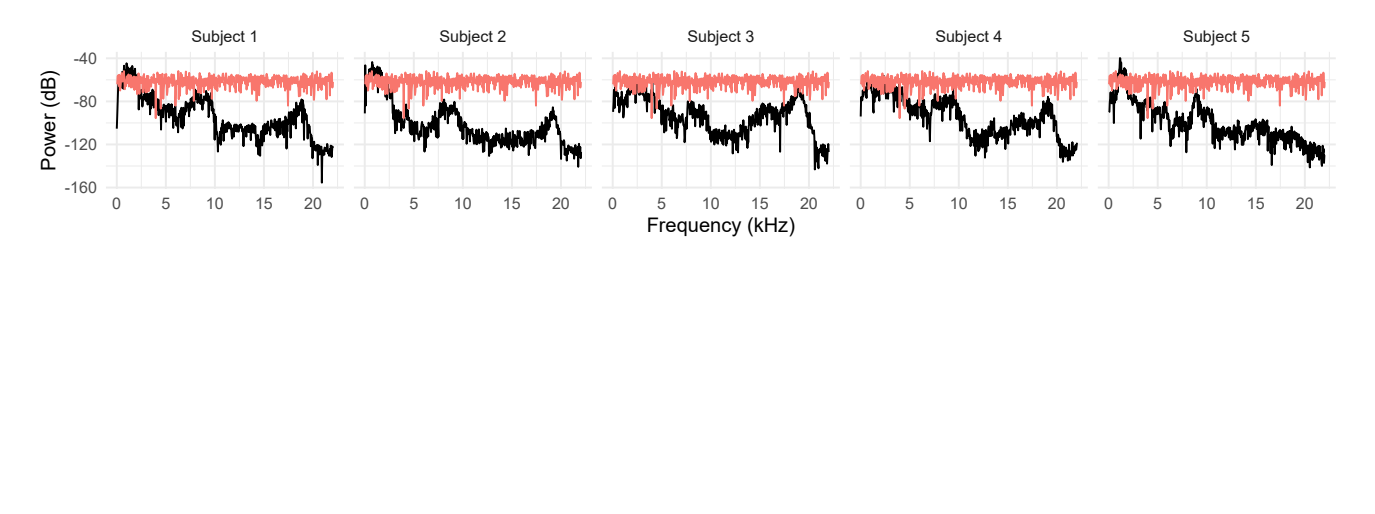 Subject 1 Subject 2 Subject 3 Subject 4 Subject 5
Power (dB)
-40
-80
-120
-160
0 5 10 15 20 0 5 10 15 20 0 5 10 15 20 0 5 10 15 20 0 5 10 15 20
Frequency (kHz)